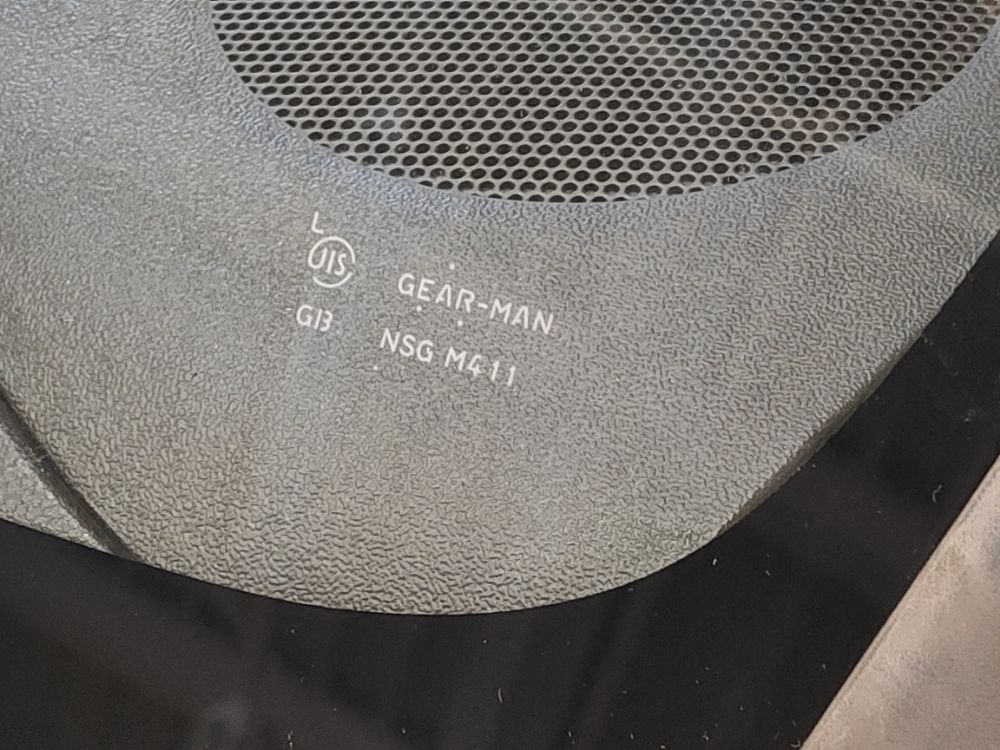 L
JIS
G13
GEAR-MAN
NSG M411